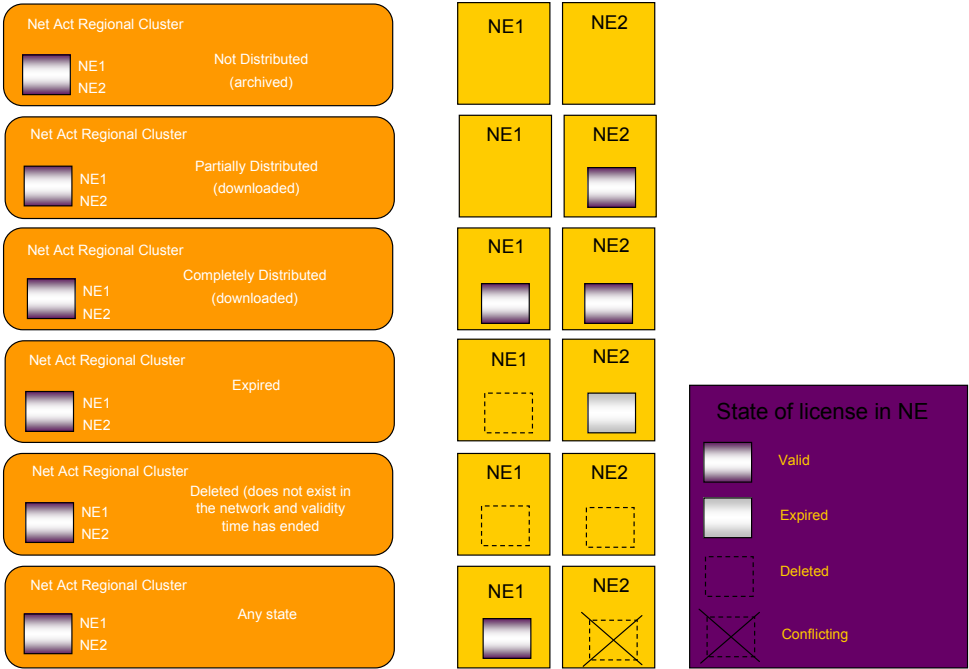 Net Act Regional Cluster
NE1
NE2
Not Distributed
(archived)
NE1
NE2
Net Act Regional Cluster
NE1
NE2
Partially Distributed
(downloaded)
NE1
NE2
Net Act Regional Cluster
NE1
NE2
Completely Distributed
(downloaded)
NE1
NE2
Net Act Regional Cluster
NE1
NE2
Expired
NE1
NE2
Net Act Regional Cluster
NE1
NE2
Deleted (does not exist in
the network and validity
time has ended
NE1
NE2
Net Act Regional Cluster
NE1
NE2
Any state
NE1
NE2
State of license in NE
Valid
Expired
Deleted
Conflicting